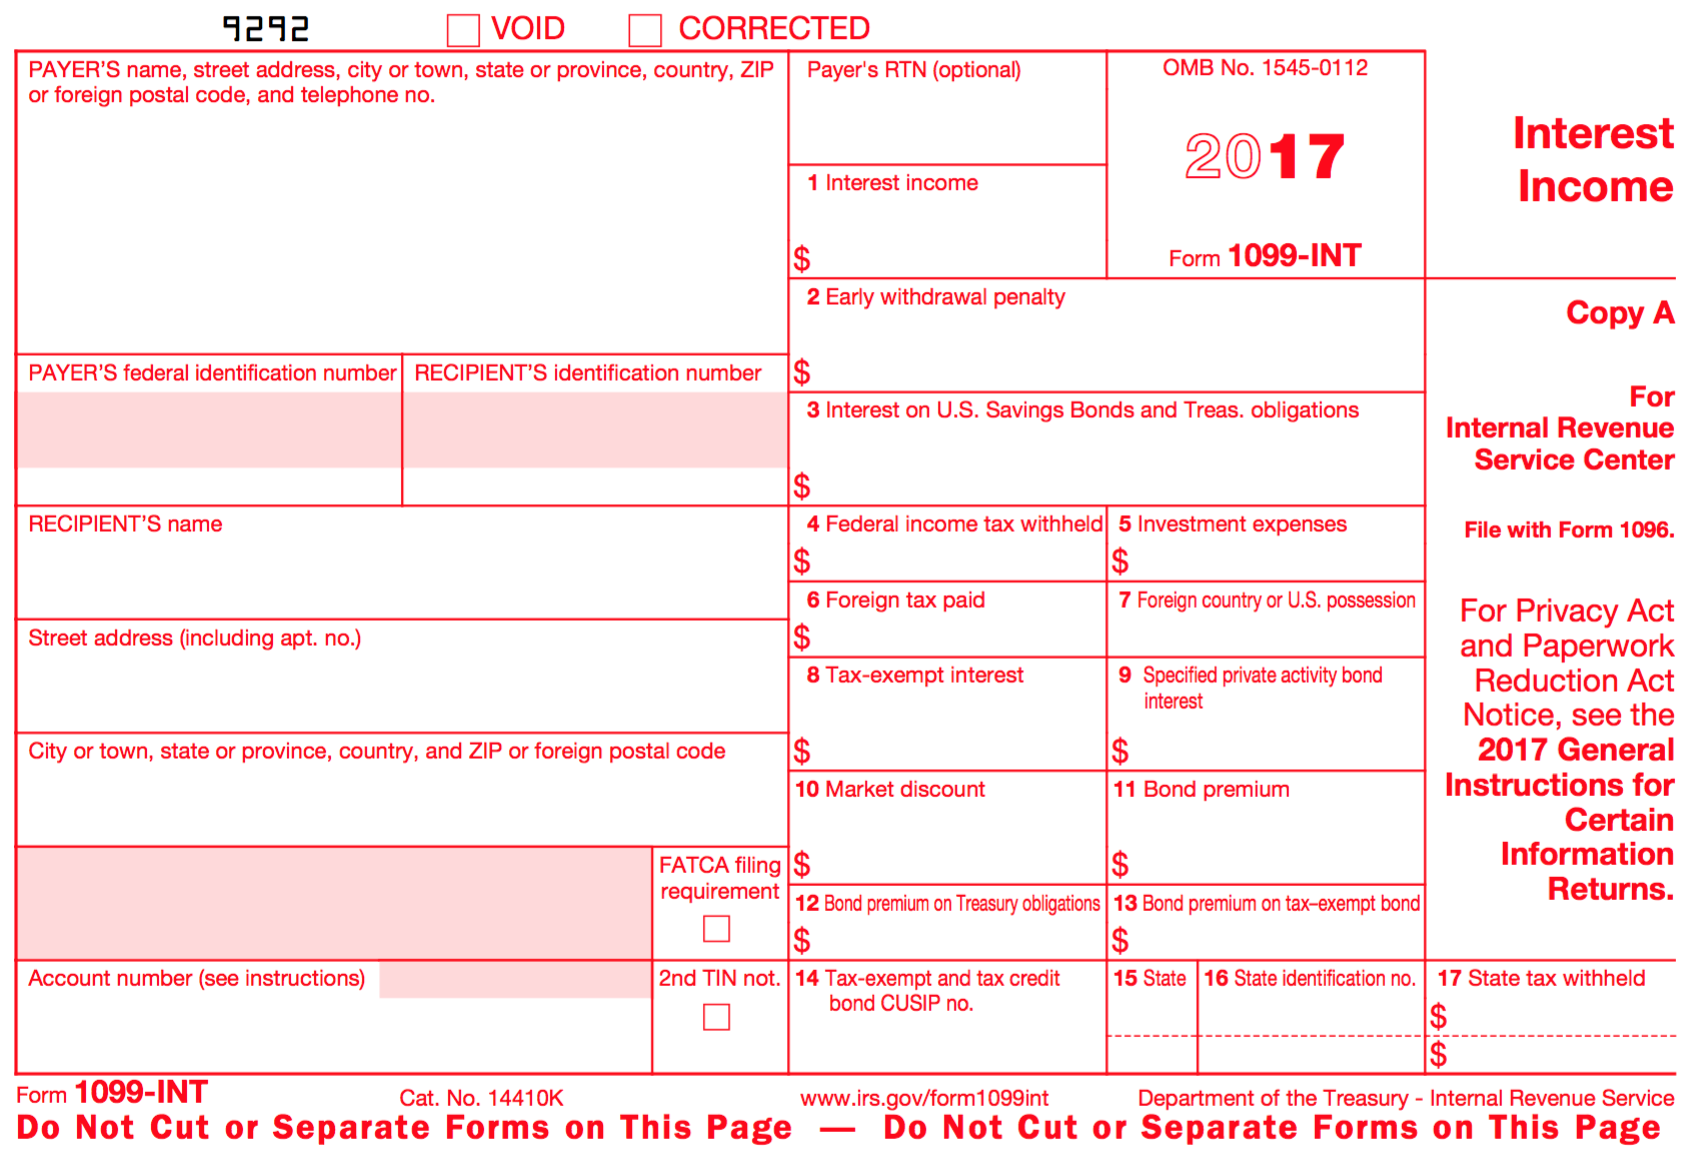 9292 VOID CORRECTED
PAYER'S name, street address, city or town, state or province, country, ZIP
or foreign postal code, and telephone no.
Payer's RTN (optional)
OMB No. 1545-0112
2017
Form 1099-INT
Interest
Income
1 Interest income
$
2 Early withdrawal penalty
$
Copy A
For
Internal Revenue
Service Center
File with Form 1096.
For Privacy Act
and Paperwork
Reduction Act
Notice, see the
2017 General
Instructions for
Certain
Information
Returns.
PAYER'S federal identification number
RECIPIENT'S identification number
3 Interest on U.S. Savings Bonds and Treas. obligations
$
RECIPIENT'S name
4 Federal income tax withheld
$
5 Investment expenses
$
6 Foreign tax paid
$
7 Foreign country or U.S. possession
Street address (including apt. no.)
8 Tax-exempt interest
$
9 Specified private activity bond
interest
$
City or town, state or province, country, and ZIP or foreign postal code
10 Market discount
$
11 Bond premium
$
FATCA filing
requirement
12 Bond premium on Treasury obligations
$
13 Bond premium on tax–exempt bond
$
Account number (see instructions)
2nd TIN not.
14 Tax-exempt and tax credit
bond CUSIP no.
15 State
16 State identification no.
17 State tax withheld
$
$
Form 1099-INT
Cat. No. 14410K
www.irs.gov/form1099int
Department of the Treasury - Internal Revenue Service
Do Not Cut or Separate Forms on This Page — Do Not Cut or Separate Forms on This Page